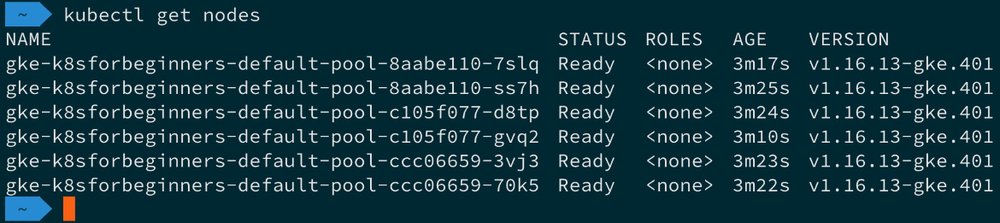 ~ kubectl get nodes
NAME STATUS ROLES AGE VERSION
gke-k8sforbeginners-default-pool-8aabe110-7slq Ready <none> 3m17s v1.16.13-gke.401
gke-k8sforbeginners-default-pool-8aabe110-ss7h Ready <none> 3m25s v1.16.13-gke.401
gke-k8sforbeginners-default-pool-c105f077-d8tp Ready <none> 3m24s v1.16.13-gke.401
gke-k8sforbeginners-default-pool-c105f077-gvq2 Ready <none> 3m10s v1.16.13-gke.401
gke-k8sforbeginners-default-pool-ccc06659-3vj3 Ready <none> 3m23s v1.16.13-gke.401
gke-k8sforbeginners-default-pool-ccc06659-70k5 Ready <none> 3m22s v1.16.13-gke.401
~